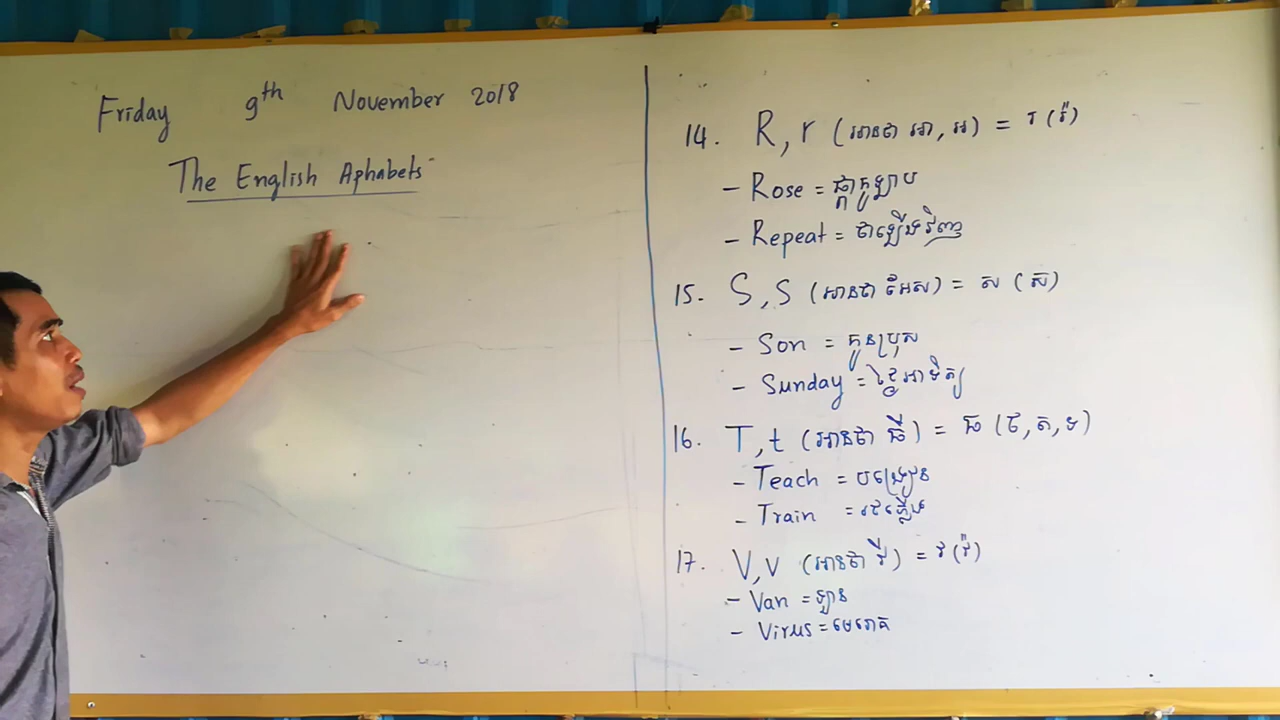 Friday 9th November 2018
The English Aphabets
14. R, r (អានថា អា, អ) = រ (រ៉)
- Rose = ផ្កាកូឡាប
- Repeat = ថាឡើងវិញ
15. S, S (អានថា អែស) = ស (ស៊)
- Son = កូនប្រុស
- Sunday = ថ្ងៃអាទិត្យ
16. T, t (អានថា ធី) = ធ (ថ, ត, ទ)
- Teach = បង្រៀន
- Train = រថភ្លើង
17. V, v (អានថា វី) = វ (វ៉)
- Van = ឡាន
- Virus = មេរោគ